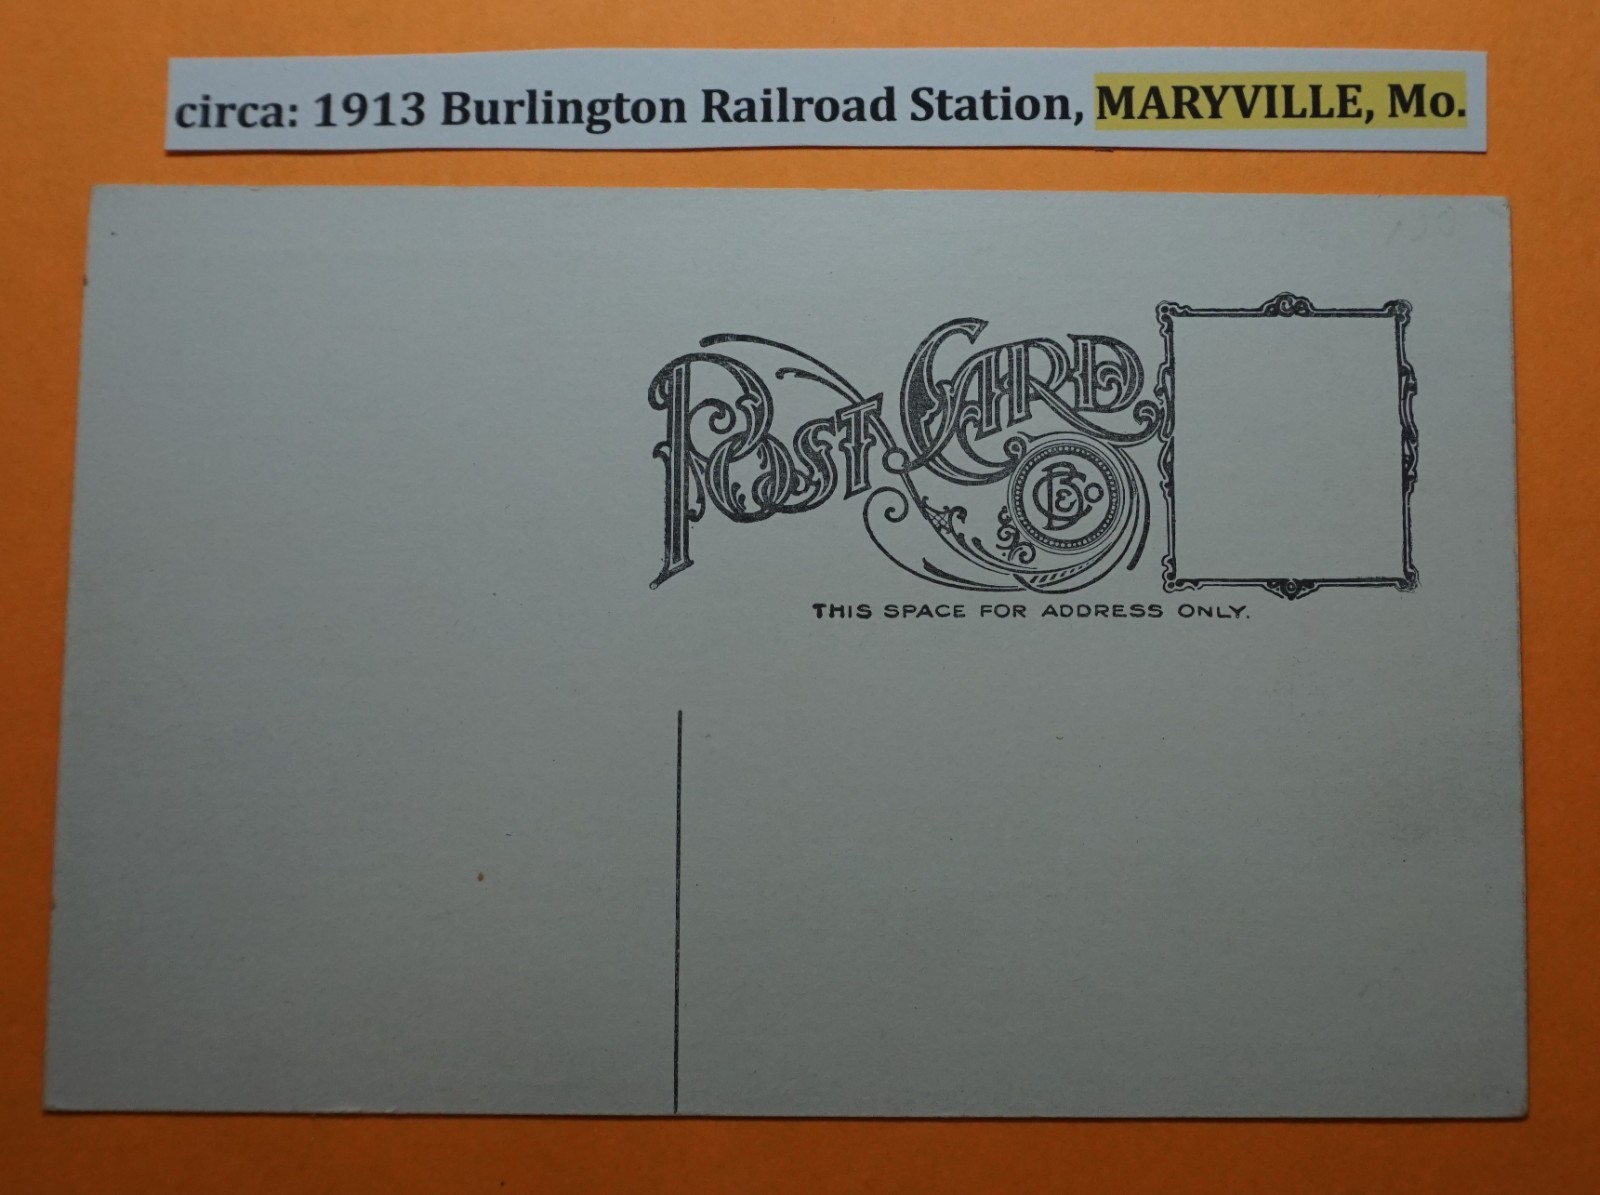 circa: 1913 Burlington Railroad Station, MARYVILLE, Mo.
POST CARD
THIS SPACE FOR ADDRESS ONLY.